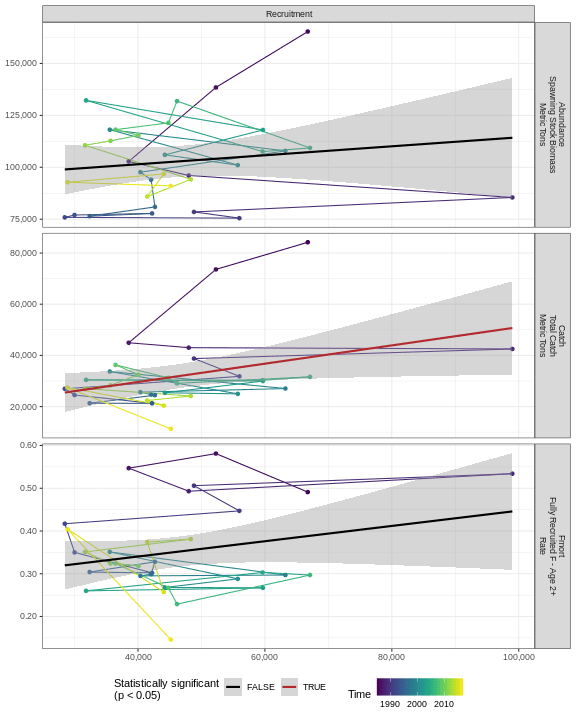 Recruitment
150,000
125,000
100,000
75,000
Abundance
Spawning Stock Biomass
Metric Tons
80,000
60,000
40,000
20,000
Catch
Total Catch
Metric Tons
0.60
0.50
0.40
0.30
0.20
Fmort
Fully Recruited F - Age 2+
Rate
40,000
60,000
80,000
100,000
Statistically significant
(p < 0.05)
FALSE
TRUE
Time
1990
2000
2010